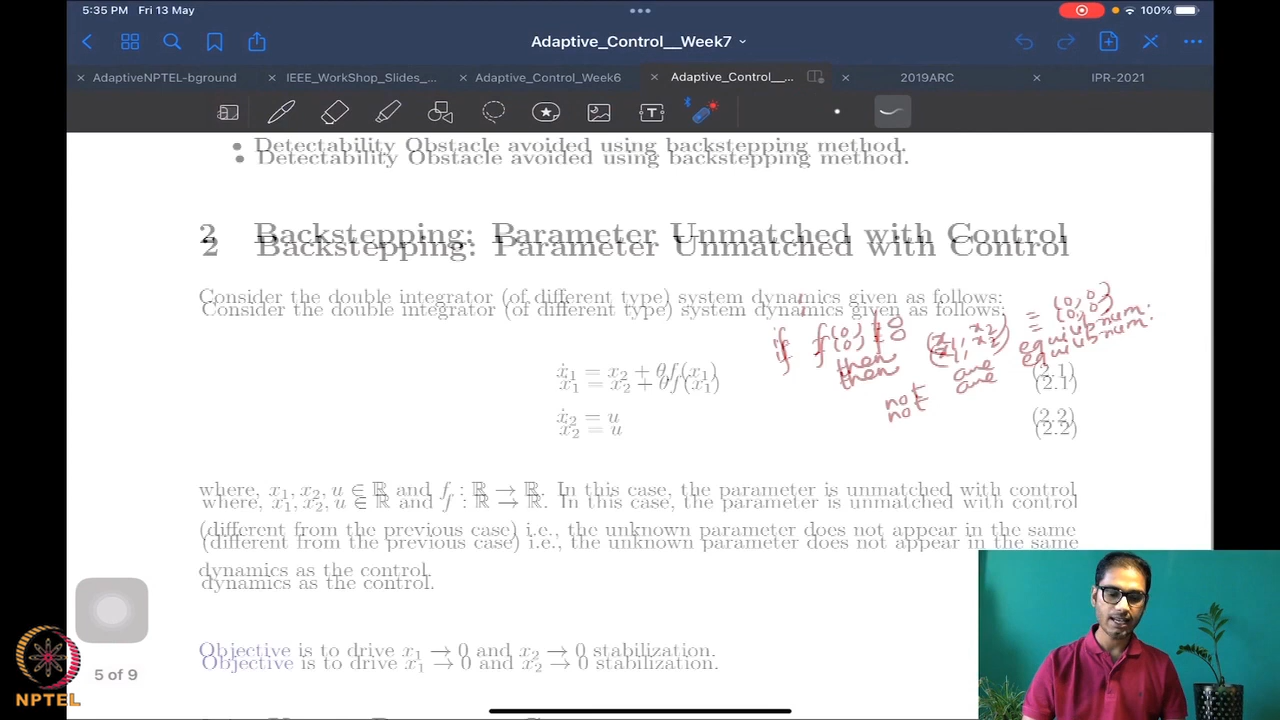 5:35 PM Fri 13 May
100%
Adaptive_Control__Week7
AdaptiveNPTEL-bground
IEEE_WorkShop_Slides_...
Adaptive_Control_Week6
Adaptive_Control__...
2019ARC
IPR-2021
• Detectability Obstacle avoided using backstepping method.
2 Backstepping: Parameter Unmatched with Control
Consider the double integrator (of different type) system dynamics given as follows:
if f(0) ≠ 0
then (x₁, x₂) = (0, 0)
not are equilibrium.
ẋ₁ = x₂ + θf(x₁) (2.1)
ẋ₂ = u (2.2)
where, x₁, x₂, u ∈ ℝ and f : ℝ → ℝ. In this case, the parameter is unmatched with control
(different from the previous case) i.e., the unknown parameter does not appear in the same
dynamics as the control.
Objective is to drive x₁ → 0 and x₂ → 0 stabilization.
5 of 9
NPTEL